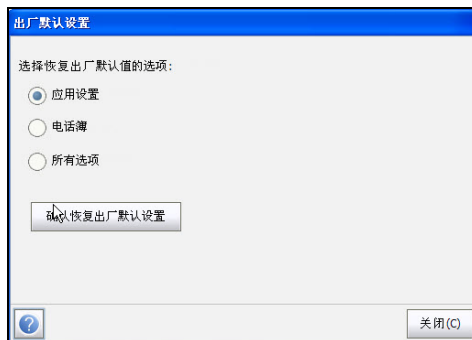 出厂默认设置
选择恢复出厂默认值的选项:
应用设置
电话簿
所有选项
确认恢复出厂默认设置
?
关闭(C)